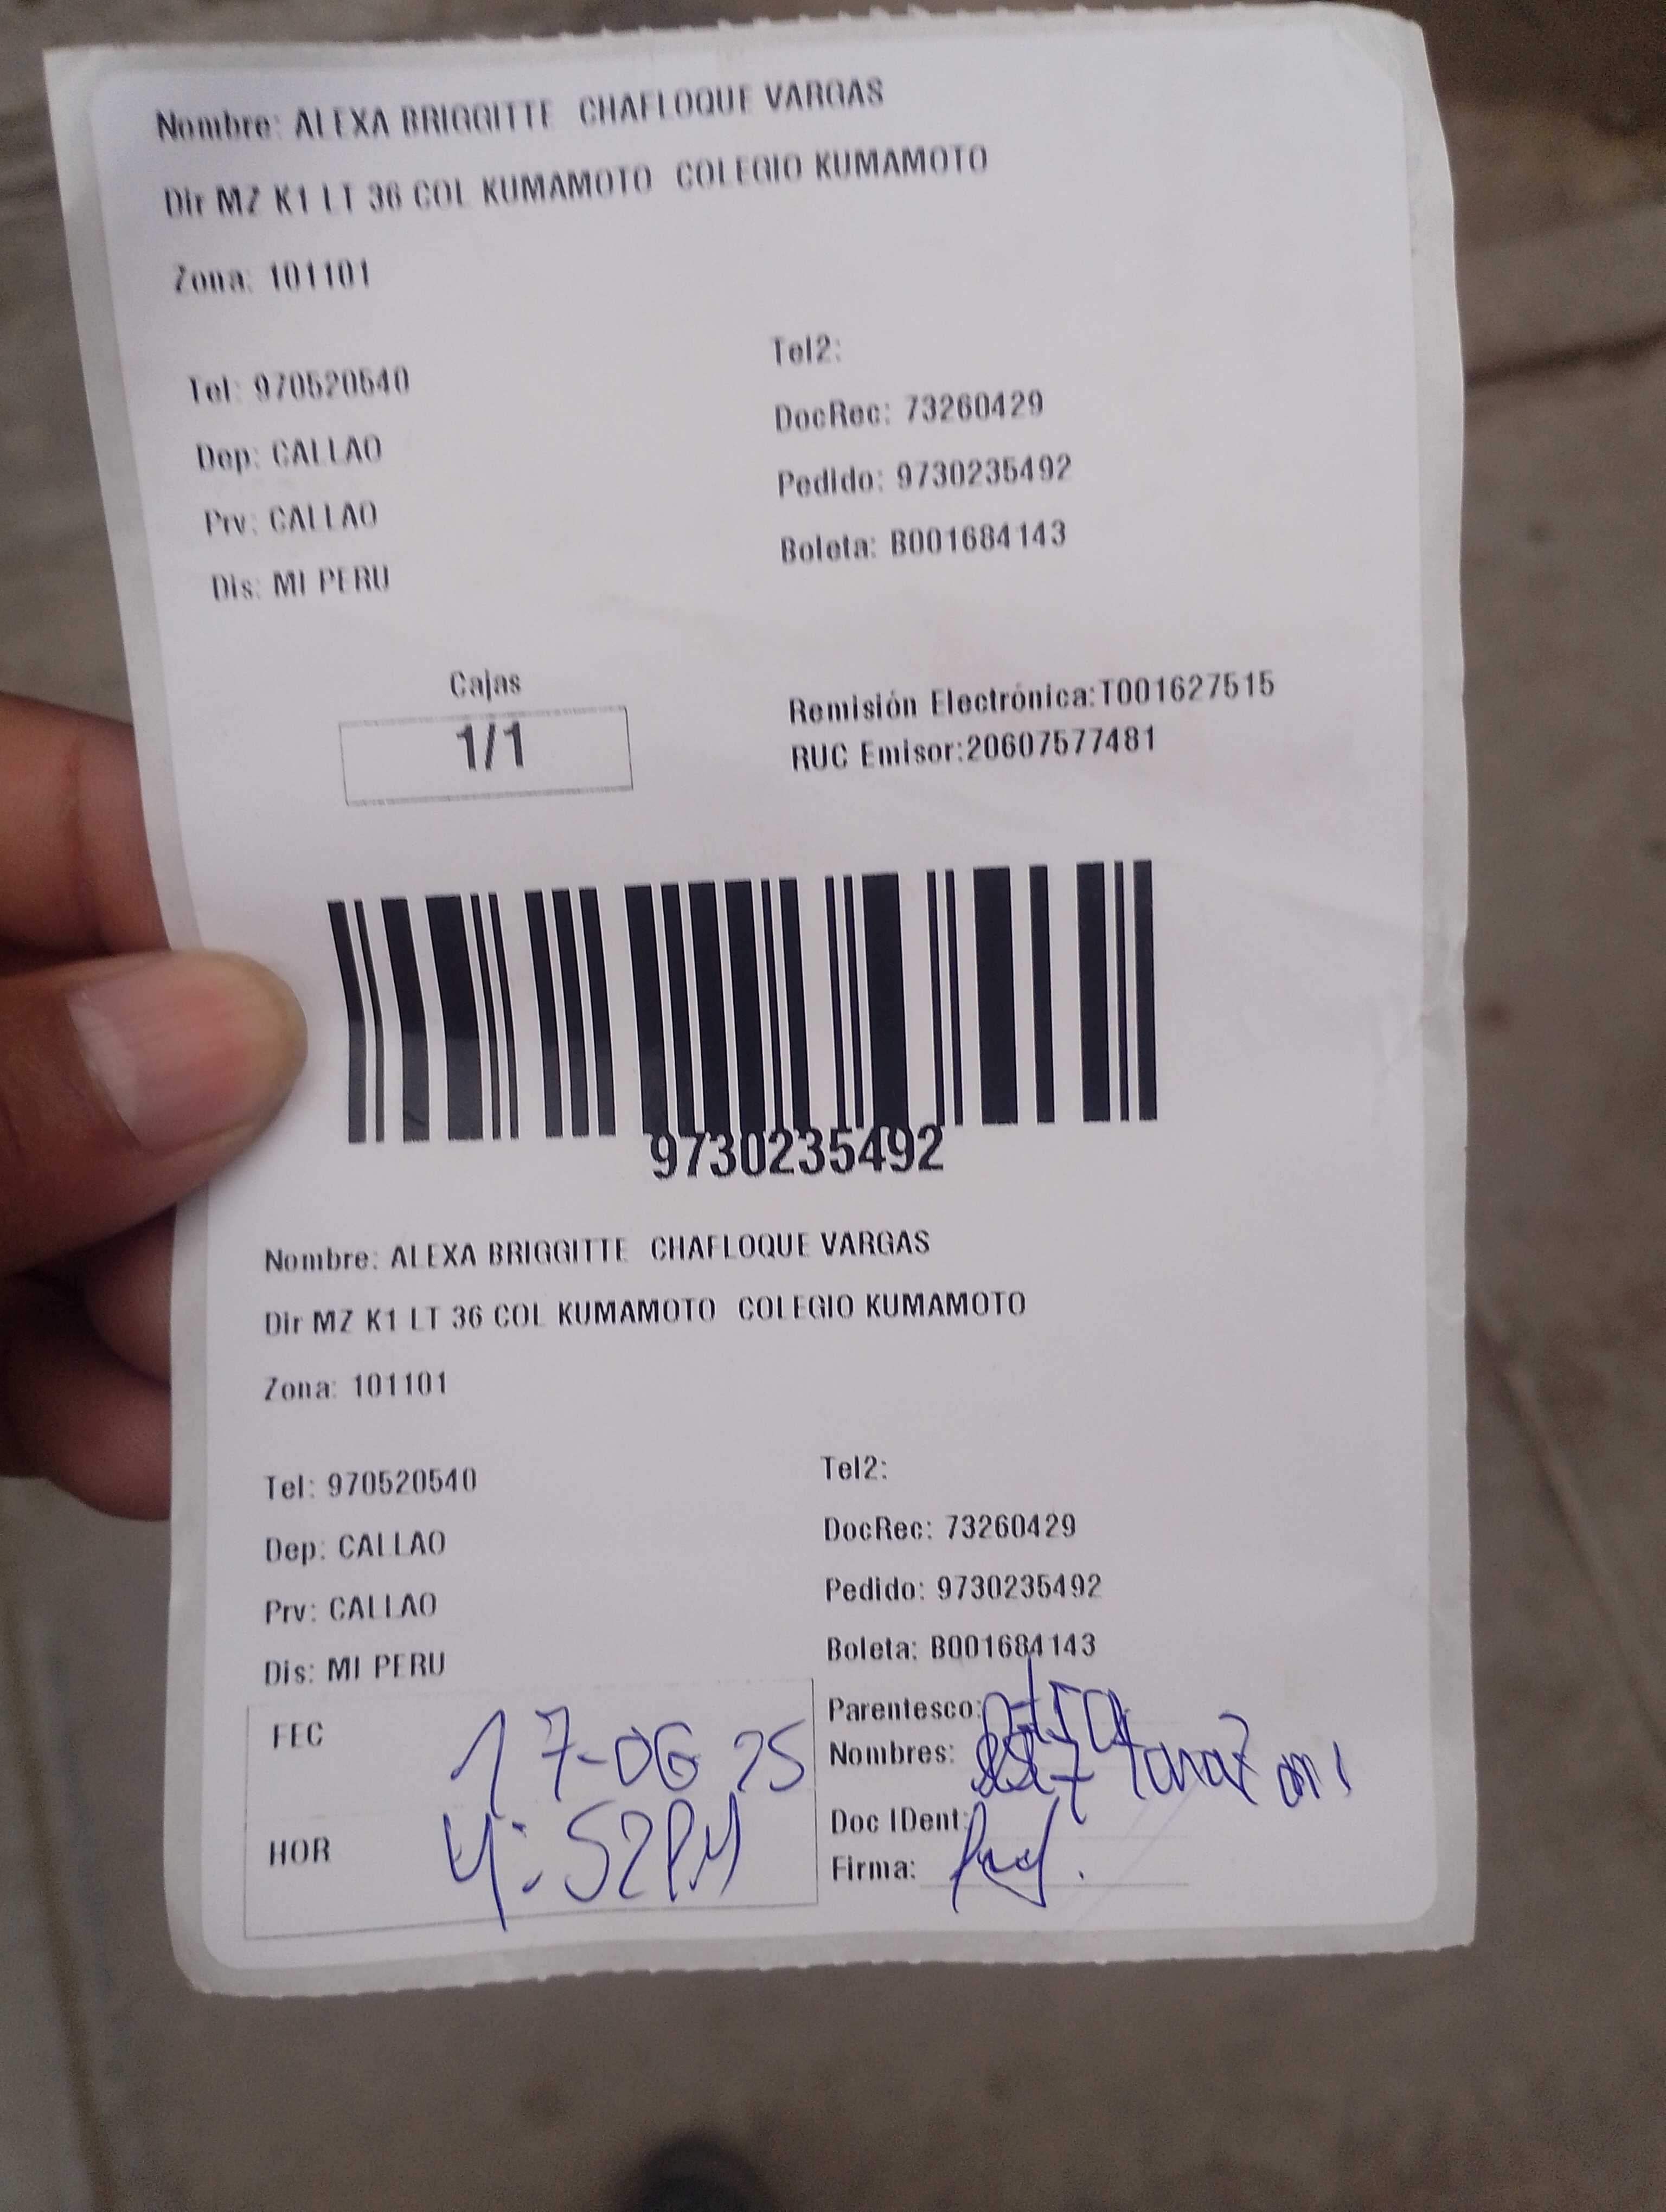 Nombre: ALEXA BRIGGITTE CHAFLOQUE VARGAS
Dir MZ K1 LT 36 COL KUMAMOTO COLEGIO KUMAMOTO
Zona: 101101
Tel: 970520540
Tel2:
Dep: CALLAO
DocRec: 73260429
Prv: CALLAO
Pedido: 9730235492
Dis: MI PERU
Boleta: B001684143
Cajas
1/1
Remisión Electrónica:T001627515
RUC Emisor:20607577481
9730235492
Nombre: ALEXA BRIGGITTE CHAFLOQUE VARGAS
Dir MZ K1 LT 36 COL KUMAMOTO COLEGIO KUMAMOTO
Zona: 101101
Tel: 970520540
Tel2:
Dep: CALLAO
DocRec: 73260429
Prv: CALLAO
Pedido: 9730235492
Dis: MI PERU
Boleta: B001684143
FEC 17-06 25
HOR 4:52PM
Parentesco:
Nombres:
Doc IDent:
Firma: